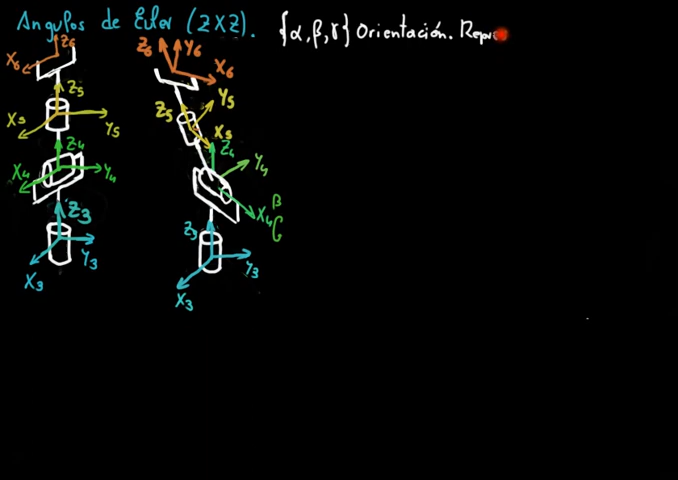 Angulos de Euler (ZXZ). {α, β, γ} Orientación. Repre
Z6
X6
Z5
X5
Y5
Z4
X4
Y4
Z3
Y3
X3
Z6 Y6
X6
Y5
Z5
X5
Z4
Y4
β
X4
Z3
Y3
X3